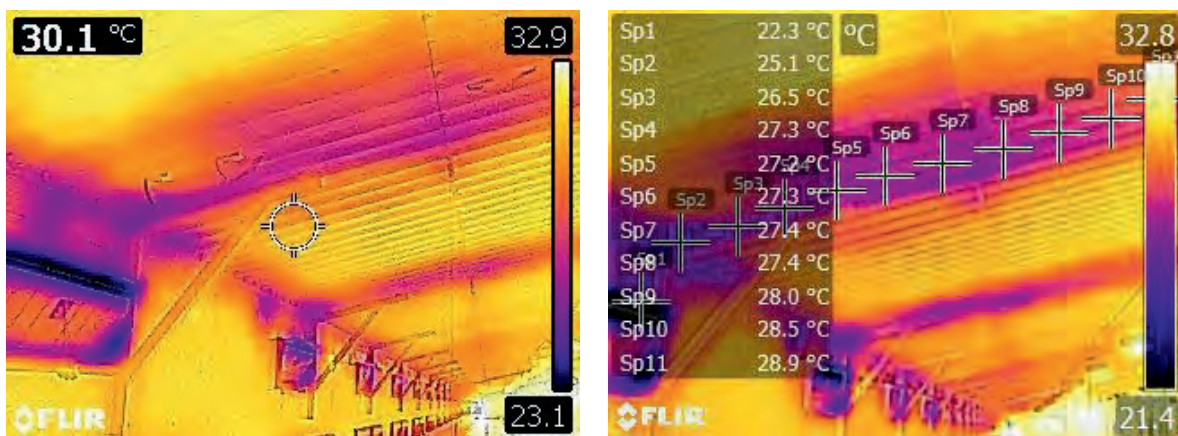 30.1 °C
32.9
23.1
FLIR
Sp1 22.3 °C °C 32.8
Sp2 25.1 °C
Sp3 26.5 °C
Sp4 27.3 °C
Sp5 27.2 °C
Sp6 27.3 °C
Sp7 27.4 °C
Sp8 27.4 °C
Sp9 28.0 °C
Sp10 28.5 °C
Sp11 28.9 °C
Sp10
Sp9
Sp8
Sp7
Sp6
Sp5
Sp3
Sp2
FLIR
21.4